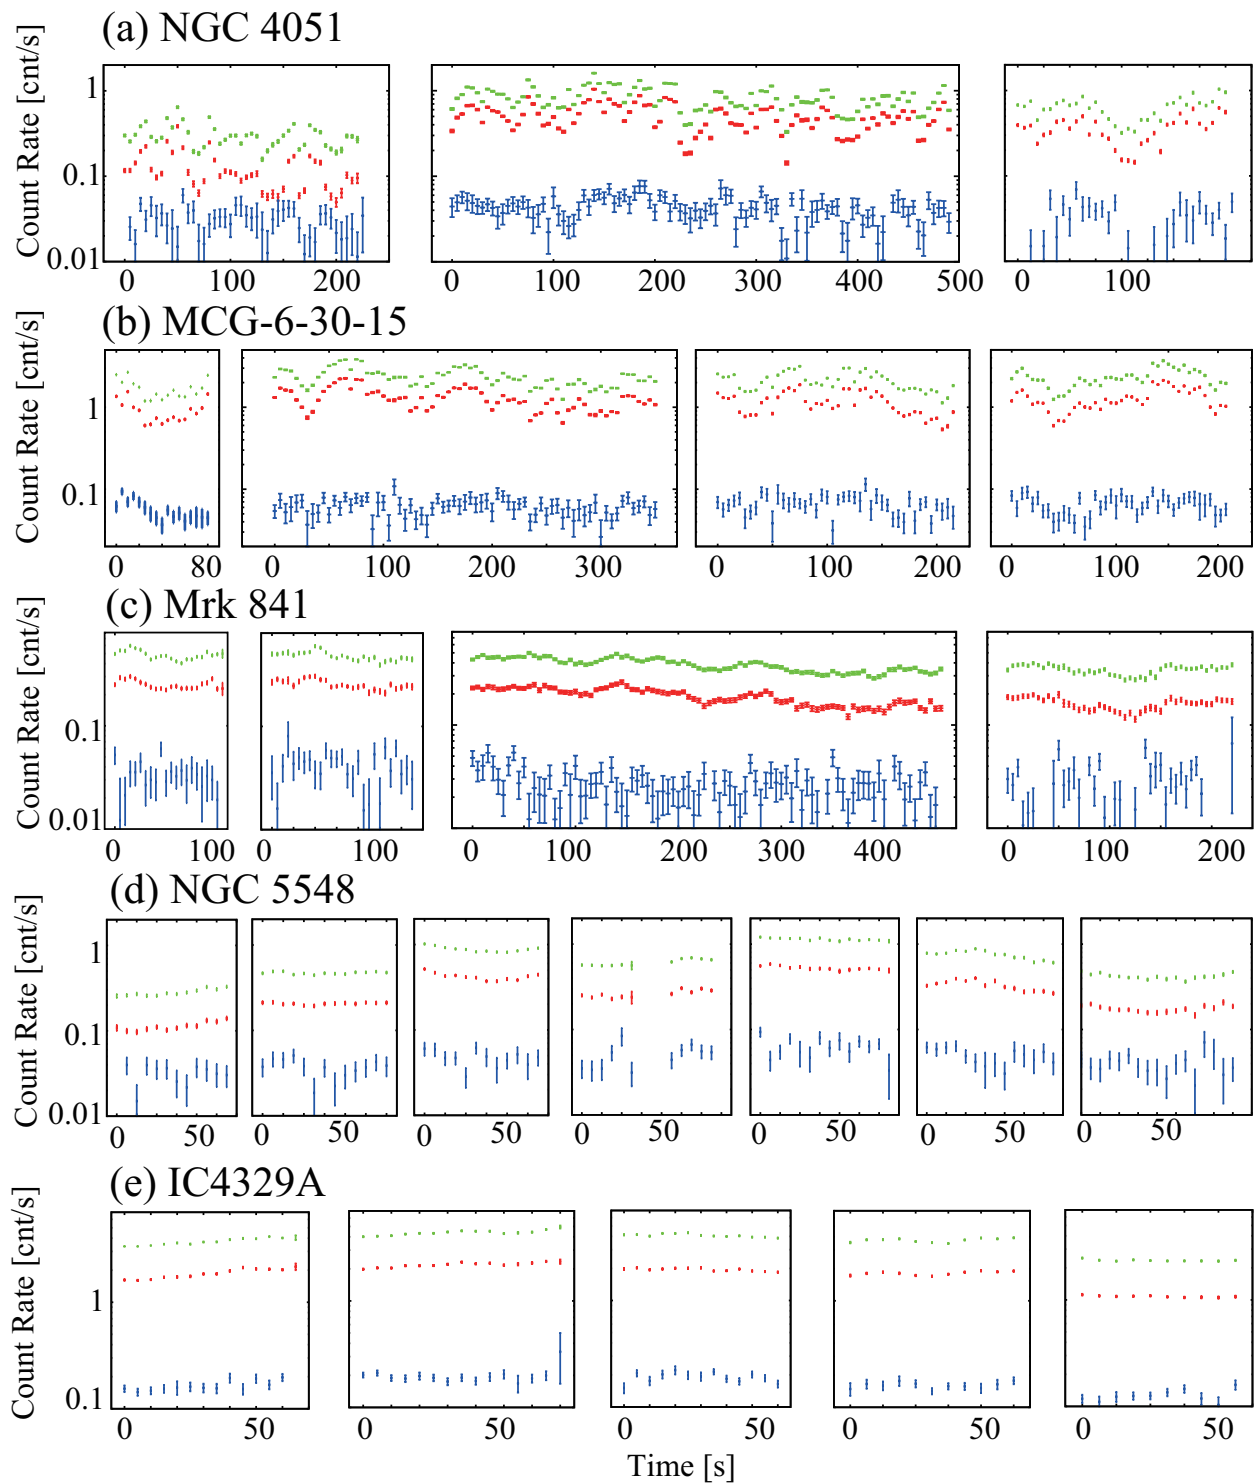 (a) NGC 4051
Count Rate [cnt/s]
1
0.1
0.01
0 100 200 0 100 200 300 400 500 0 100
(b) MCG-6-30-15
Count Rate [cnt/s]
1
0.1
0 80 0 100 200 300 0 100 200 0 100 200
(c) Mrk 841
Count Rate [cnt/s]
0.1
0.01
0 100 0 100 0 100 200 300 400 0 100 200
(d) NGC 5548
Count Rate [cnt/s]
1
0.1
0.01
0 50 0 50 0 50 0 50 0 50 0 50 0 50
(e) IC4329A
Count Rate [cnt/s]
1
0.1
0 50 0 50 0 50 0 50 0 50
Time [s]